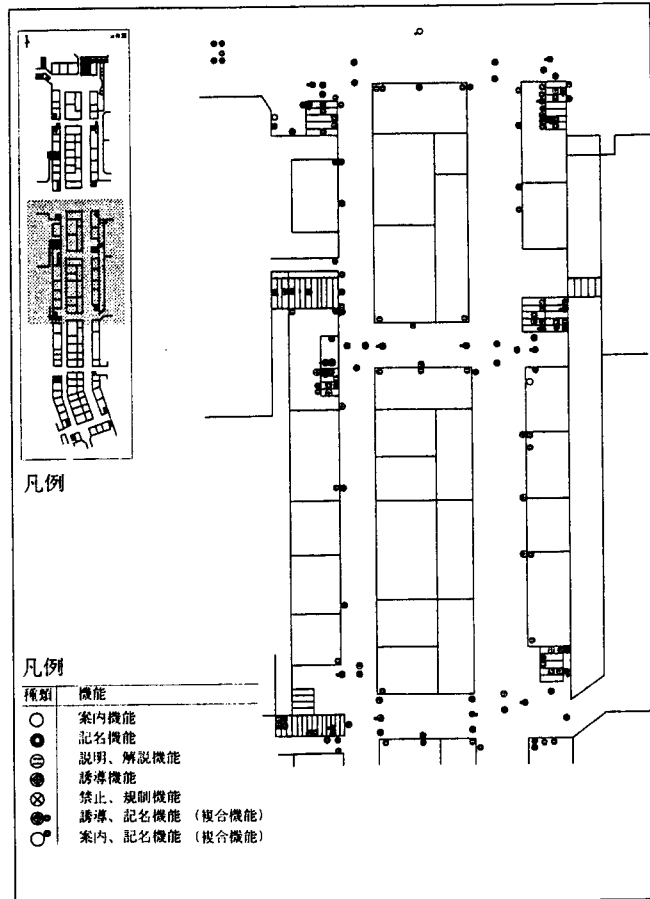 凡例
凡例
種類 機能
案内機能
記名機能
説明、解説機能
誘導機能
禁止、規制機能
誘導、記名機能 (複合機能)
案内、記名機能 (複合機能)